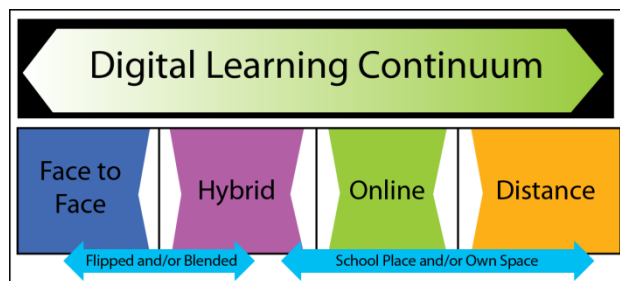 Digital Learning Continuum
Face to
Face
Hybrid
Online
Distance
Flipped and/or Blended
School Place and/or Own Space